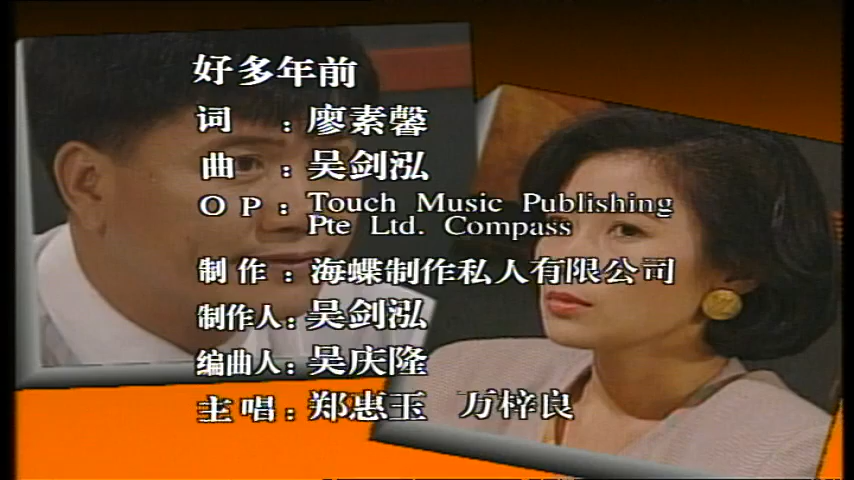 好多年前
词 : 廖素馨
曲 : 吴剑泓
O P : Touch Music Publishing
Pte Ltd. Compass
制作 : 海蝶制作私人有限公司
制作人: 吴剑泓
编曲人: 吴庆隆
主唱: 郑惠玉 万梓良